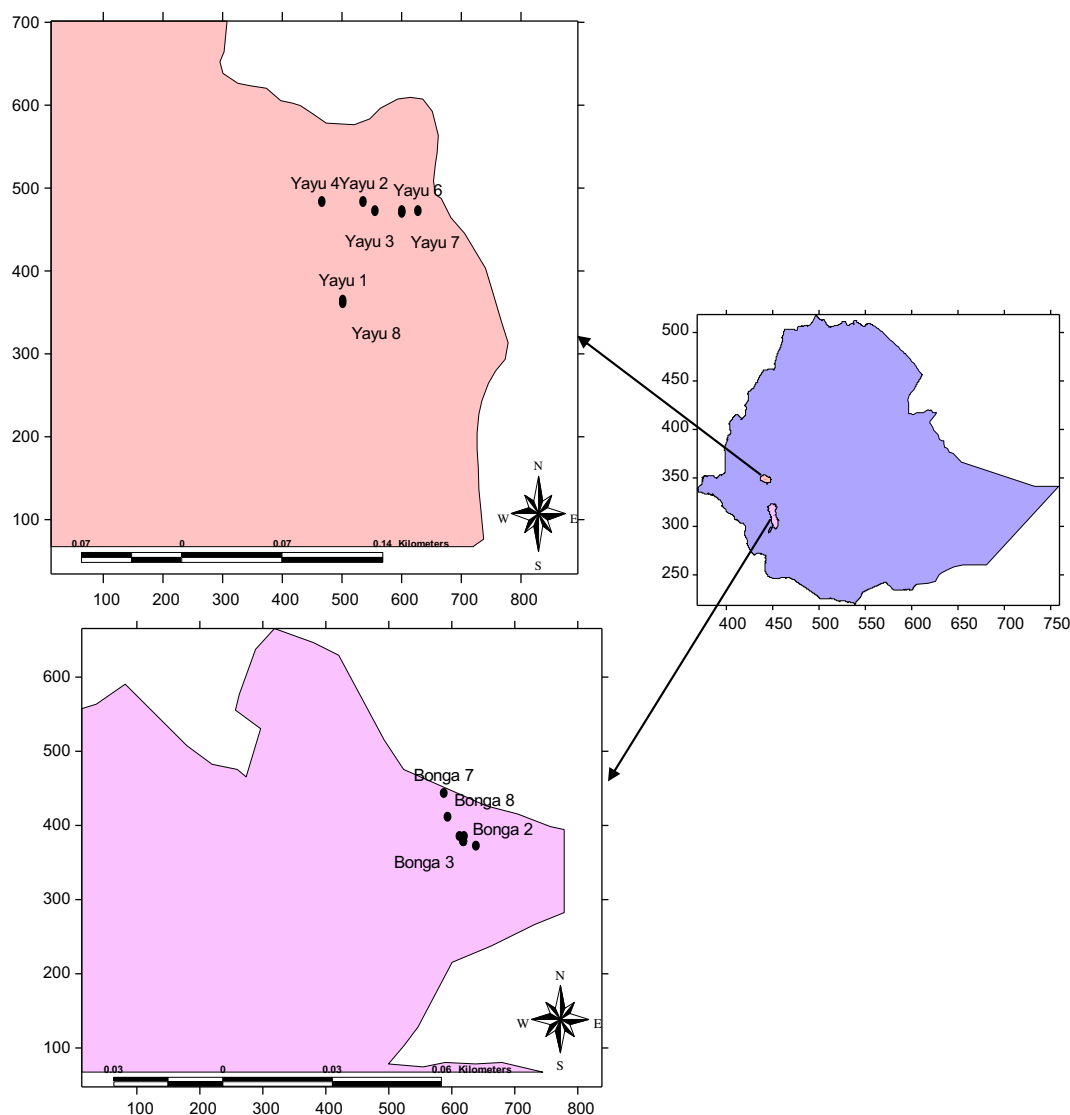 700
600
500
400
300
200
100
Yayu 4 Yayu 2
Yayu 6
Yayu 3
Yayu 7
Yayu 1
Yayu 8
N
W E
S
0.07 0 0.07 0.14 Kilometers
100 200 300 400 500 600 700 800
500
450
400
350
300
250
400 450 500 550 600 650 700 750
600
500
400
300
200
100
Bonga 7
Bonga 8
Bonga 2
Bonga 3
N
W E
S
0.03 0 0.03 0.06 Kilometers
100 200 300 400 500 600 700 800